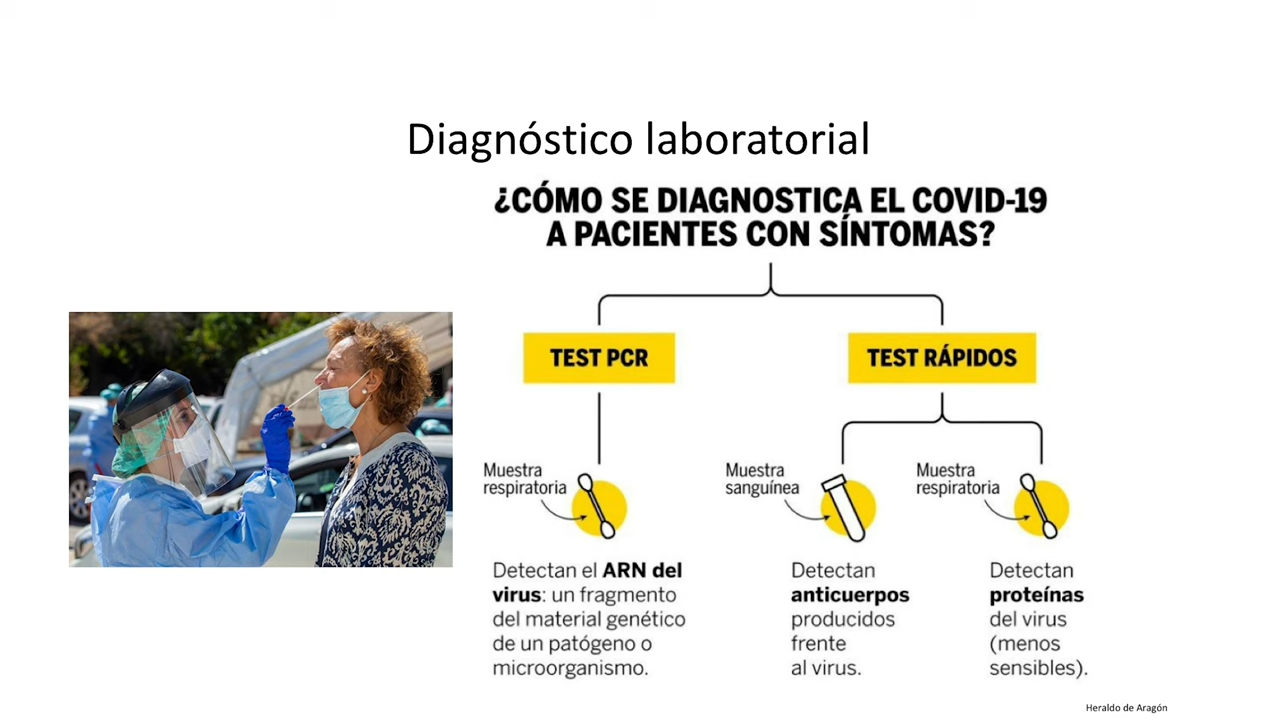 Diagnóstico laboratorial
¿CÓMO SE DIAGNOSTICA EL COVID-19
A PACIENTES CON SÍNTOMAS?
TEST PCR
TEST RÁPIDOS
Muestra
respiratoria
Muestra
sanguínea
Muestra
respiratoria
Detectan el ARN del
virus: un fragmento
del material genético
de un patógeno o
microorganismo.
Detectan
anticuerpos
producidos
frente
al virus.
Detectan
proteínas
del virus
(menos
sensibles).
Heraldo de Aragón